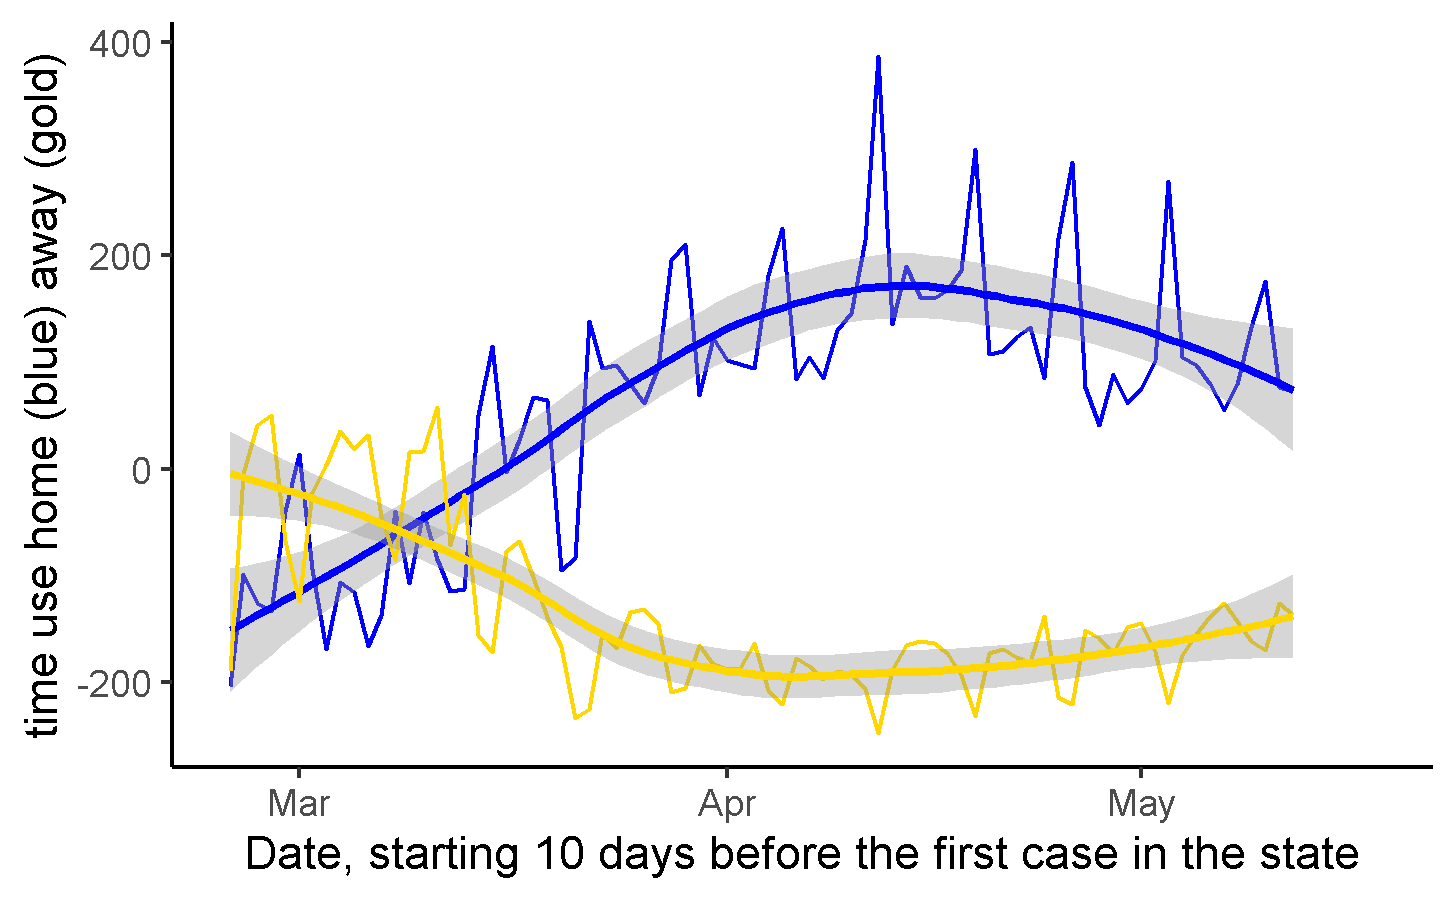 time use home (blue) away (gold)
400
200
0
-200
Mar
Apr
May
Date, starting 10 days before the first case in the state